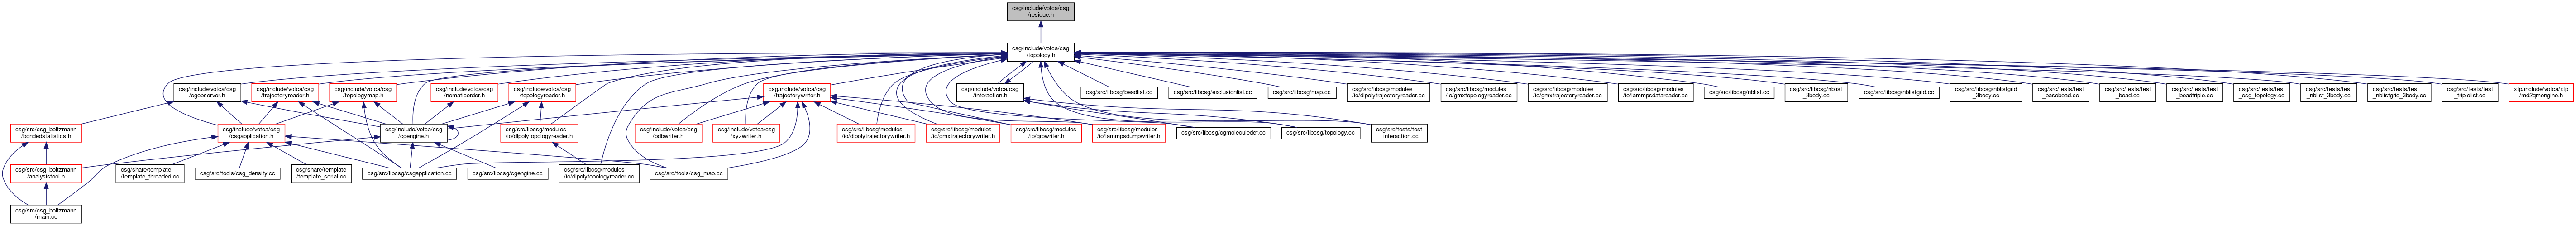 csg/include/votca/csg
/residue.h
csg/include/votca/csg
/topology.h
csg/include/votca/csg
/cgobserver.h
csg/include/votca/csg
/trajectoryreader.h
csg/include/votca/csg
/topologymap.h
csg/include/votca/csg
/nematicorder.h
csg/include/votca/csg
/topologyreader.h
csg/include/votca/csg
/trajectorywriter.h
csg/include/votca/csg
/interaction.h
csg/src/libcsg/beadlist.cc
csg/src/libcsg/exclusionlist.cc
csg/src/libcsg/map.cc
csg/src/libcsg/modules
/io/dlpolytrajectoryreader.cc
csg/src/libcsg/modules
/io/gmxtopologyreader.cc
csg/src/libcsg/modules
/io/gmxtrajectoryreader.cc
csg/src/libcsg/modules
/io/lammpsdatareader.cc
csg/src/libcsg/nblist.cc
csg/src/libcsg/nblist
_3body.cc
csg/src/libcsg/nblistgrid.cc
csg/src/libcsg/nblistgrid
_3body.cc
csg/src/tests/test
_basebead.cc
csg/src/tests/test
_bead.cc
csg/src/tests/test
_beadtriple.cc
csg/src/tests/test
_csg_topology.cc
csg/src/tests/test
_nblist_3body.cc
csg/src/tests/test
_nblistgrid_3body.cc
csg/src/tests/test
_triplelist.cc
xtp/include/votca/xtp
/md2qmengine.h
csg/src/csg_boltzmann
/bondedstatistics.h
csg/include/votca/csg
/csgapplication.h
csg/include/votca/csg
/cgengine.h
csg/src/libcsg/modules
/io/dlpolytopologyreader.h
csg/include/votca/csg
/pdbwriter.h
csg/include/votca/csg
/xyzwriter.h
csg/src/libcsg/modules
/io/dlpolytrajectorywriter.h
csg/src/libcsg/modules
/io/gmxtrajectorywriter.h
csg/src/libcsg/modules
/io/growriter.h
csg/src/libcsg/modules
/io/lammpsdumpwriter.h
csg/src/libcsg/cgmoleculedef.cc
csg/src/libcsg/topology.cc
csg/src/tests/test
_interaction.cc
csg/src/csg_boltzmann
/analysistool.h
csg/share/template
/template_threaded.cc
csg/src/tools/csg_density.cc
csg/share/template
/template_serial.cc
csg/src/libcsg/csgapplication.cc
csg/src/libcsg/cgengine.cc
csg/src/libcsg/modules
/io/dlpolytopologyreader.cc
csg/src/tools/csg_map.cc
csg/src/csg_boltzmann
/main.cc